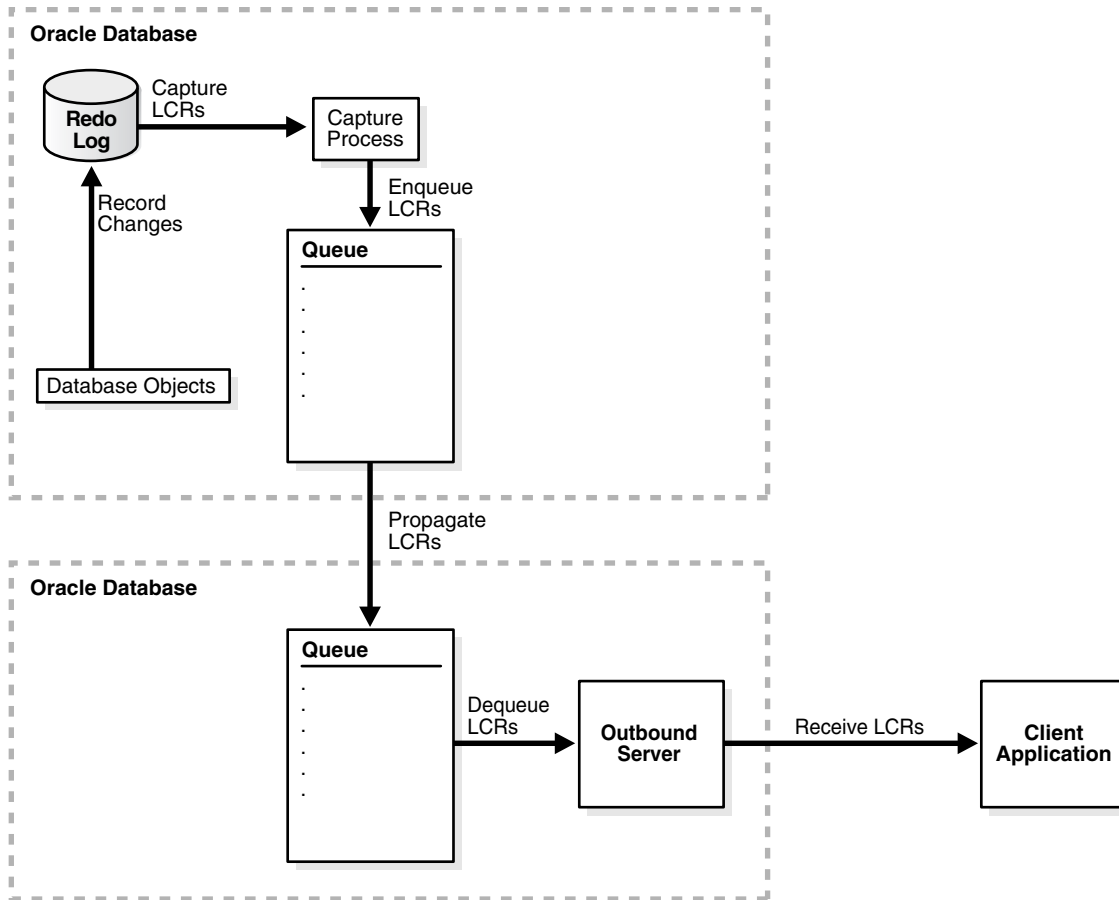 Oracle Database
Capture
LCRs
Redo
Log
Capture
Process
Record
Changes
Enqueue
LCRs
Queue
.
.
.
.
.
.
Database Objects
Propagate
LCRs
Oracle Database
Queue
.
.
.
.
.
.
Dequeue
LCRs
Outbound
Server
Receive LCRs
Client
Application